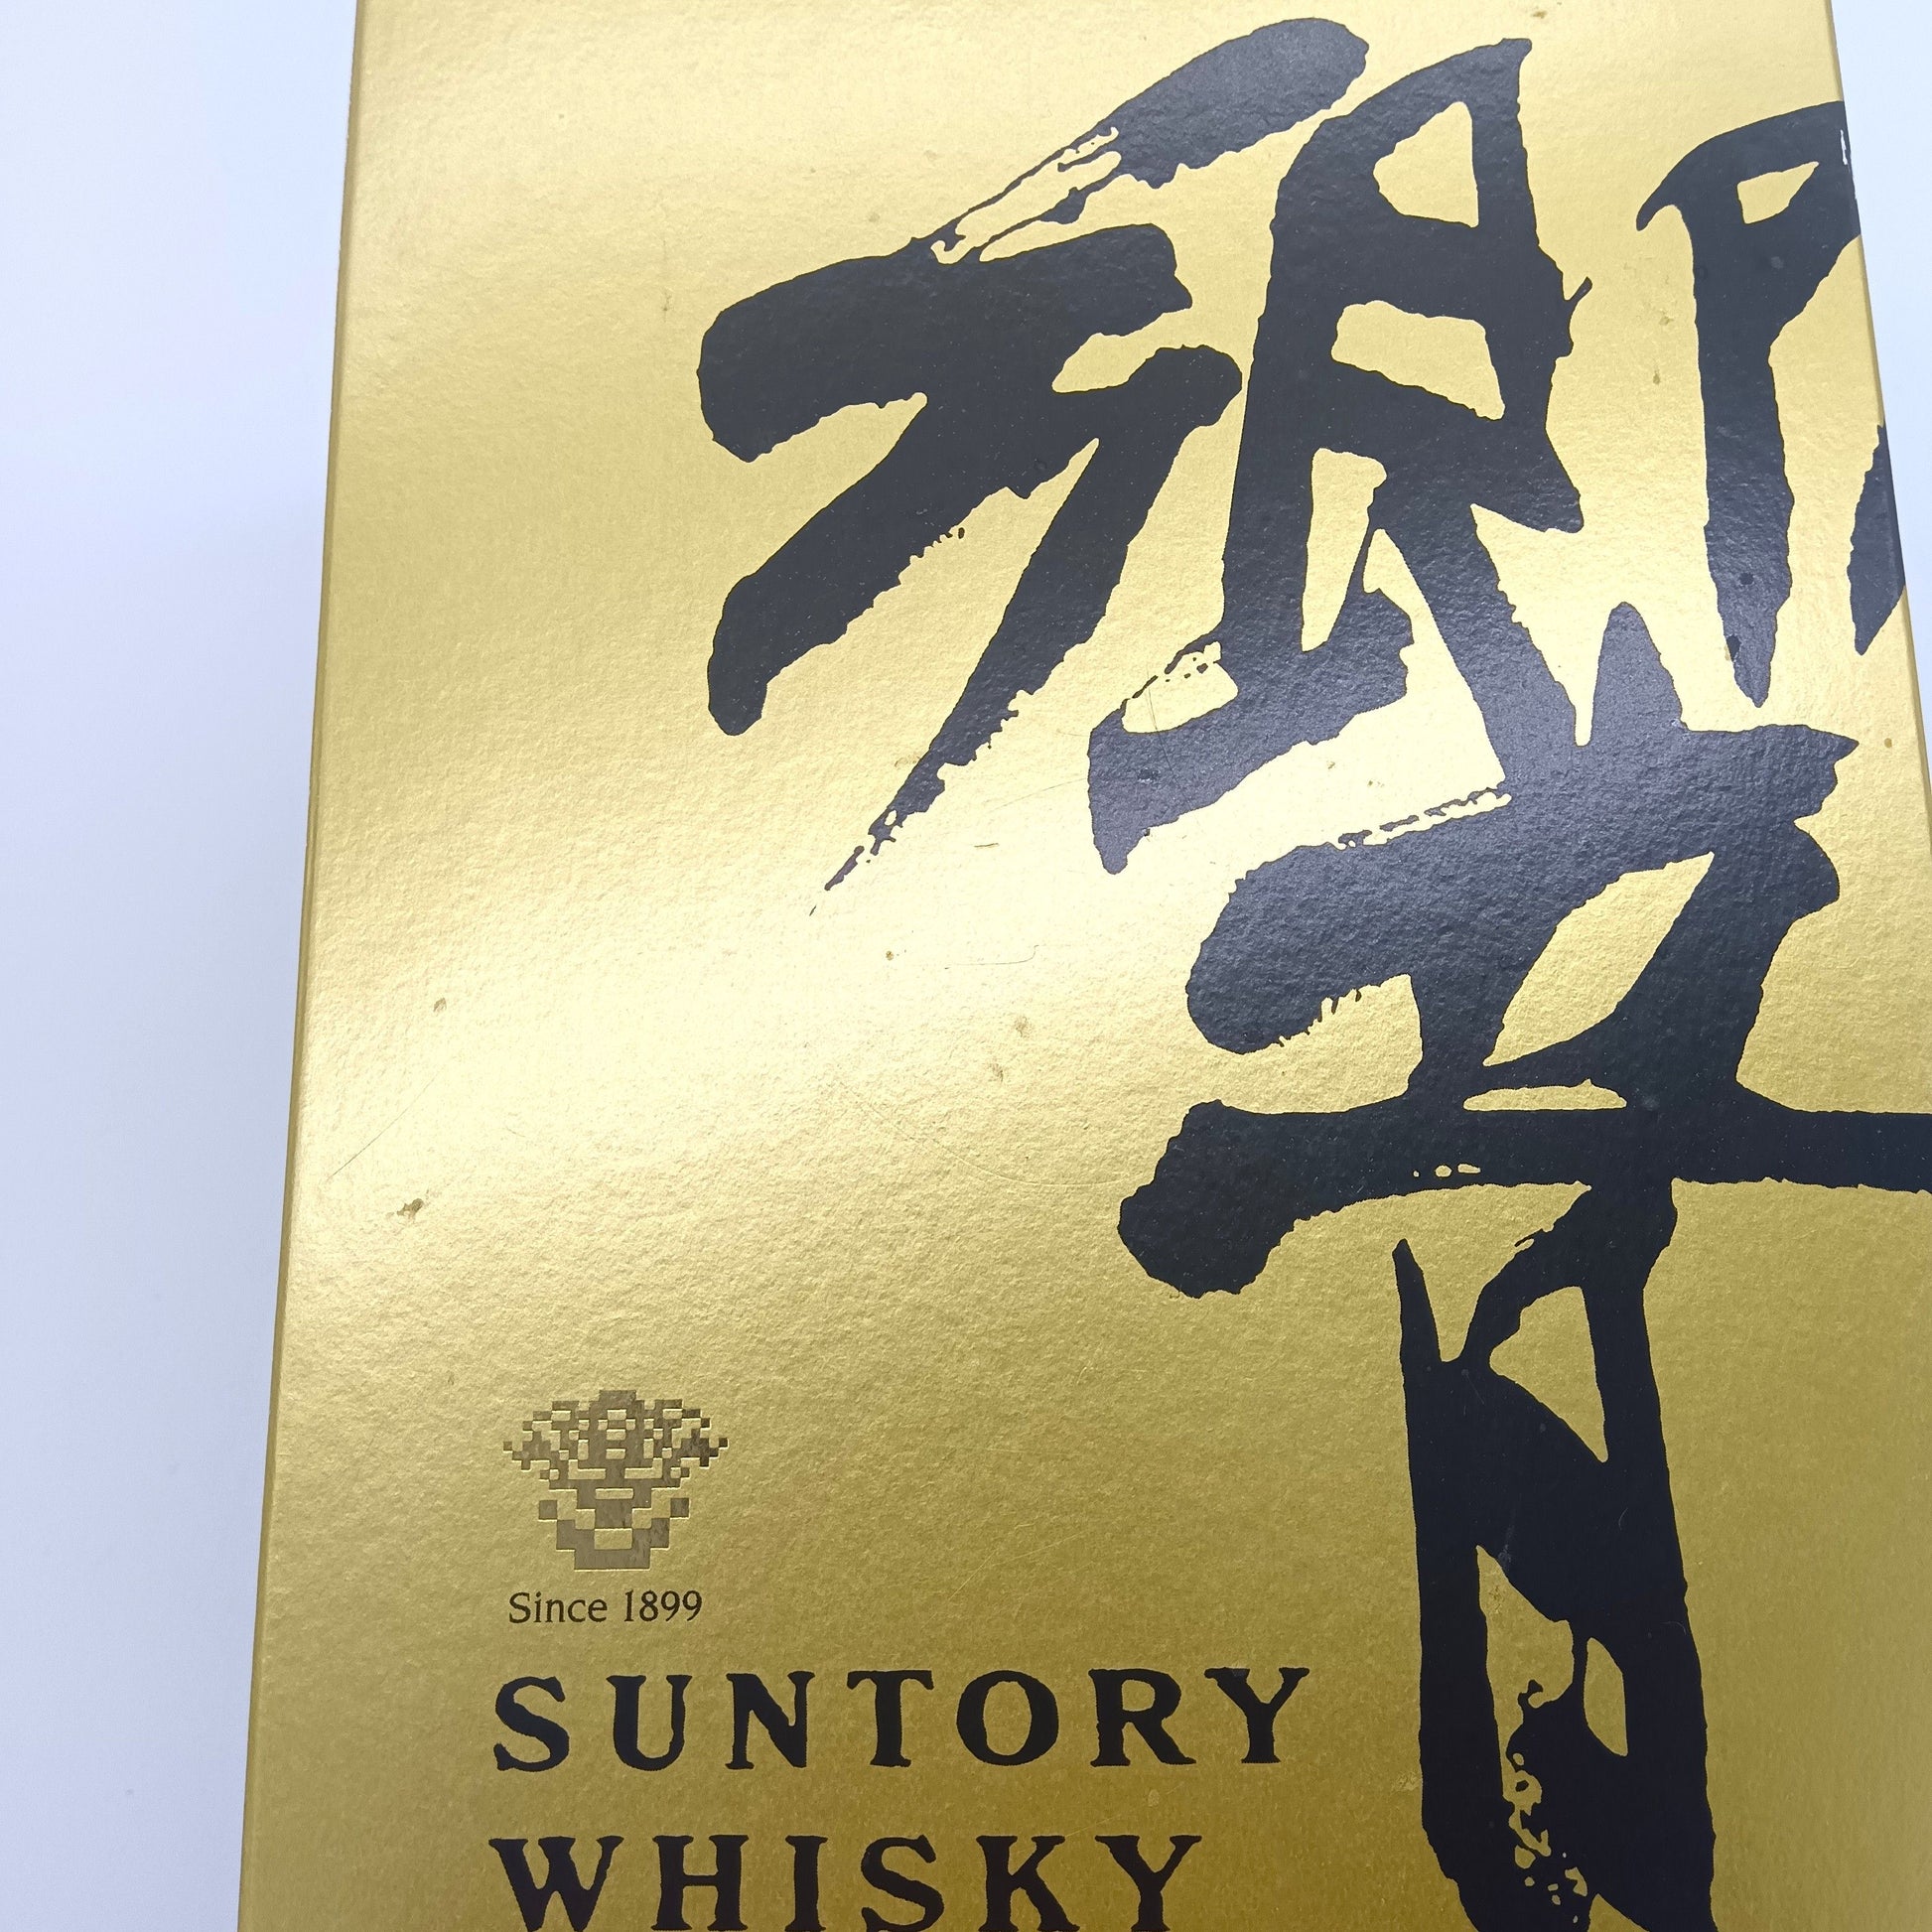 響
Since 1899
SUNTORY
WHISKY